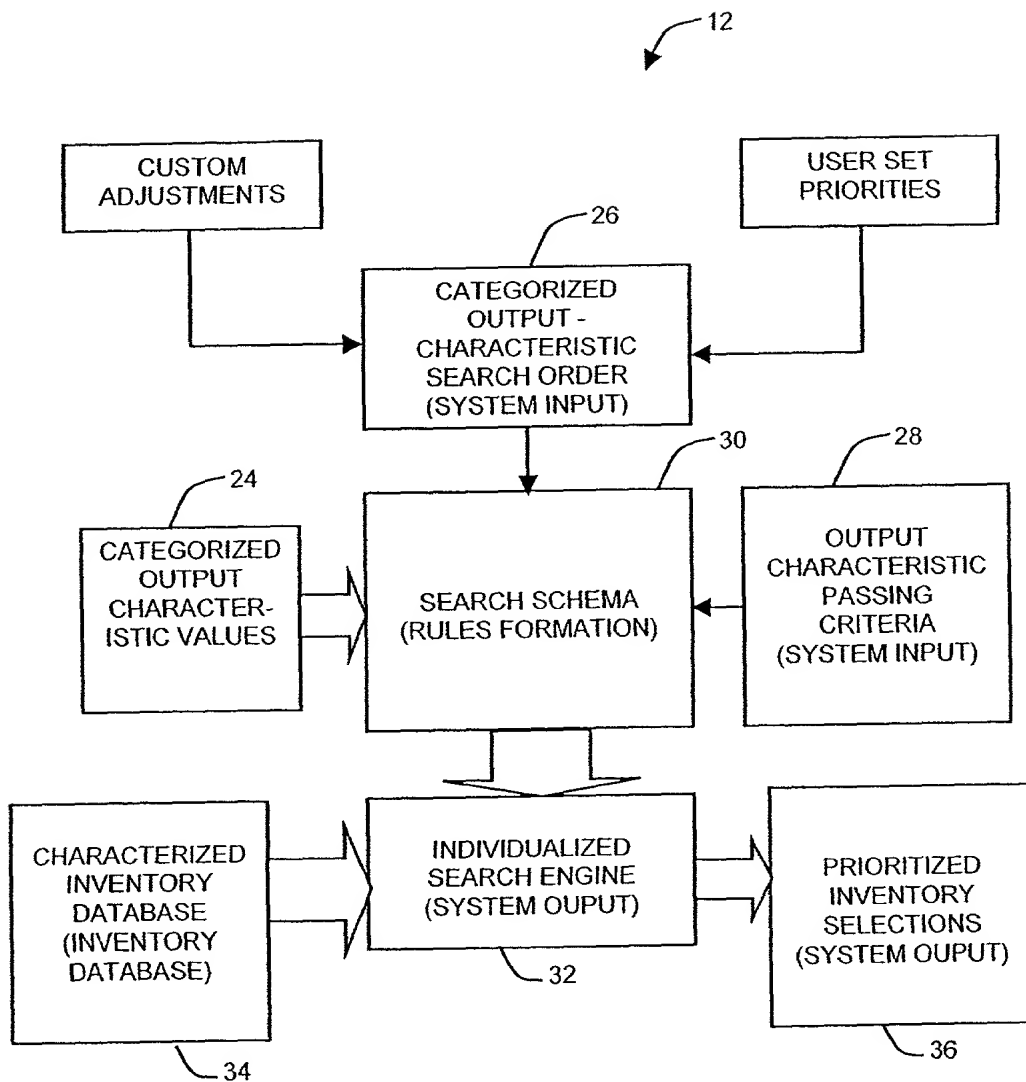 12
CUSTOM
ADJUSTMENTS
USER SET
PRIORITIES
26
CATEGORIZED
OUTPUT -
CHARACTERISTIC
SEARCH ORDER
(SYSTEM INPUT)
24
CATEGORIZED
OUTPUT
CHARACTER-
ISTIC VALUES
30
SEARCH SCHEMA
(RULES FORMATION)
28
OUTPUT
CHARACTERISTIC
PASSING
CRITERIA
(SYSTEM INPUT)
CHARACTERIZED
INVENTORY
DATABASE
(INVENTORY
DATABASE)
34
INDIVIDUALIZED
SEARCH ENGINE
(SYSTEM OUPUT)
32
PRIORITIZED
INVENTORY
SELECTIONS
(SYSTEM OUPUT)
36